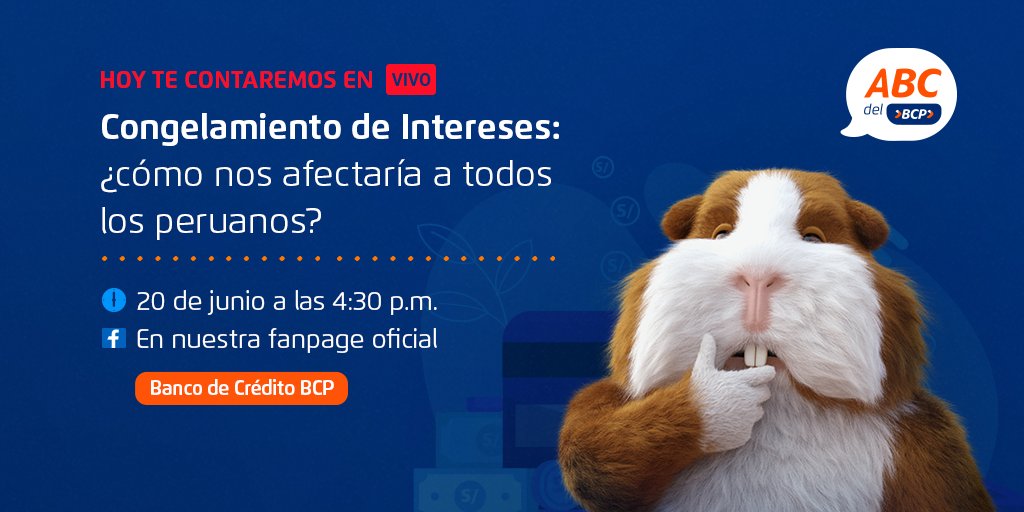 HOY TE CONTAREMOS EN VIVO
Congelamiento de Intereses:
¿cómo nos afectaría a todos
los peruanos?
20 de junio a las 4:30 p.m.
En nuestra fanpage oficial
Banco de Crédito BCP
ABC
del BCP
S/
S/
S/
S/
S/